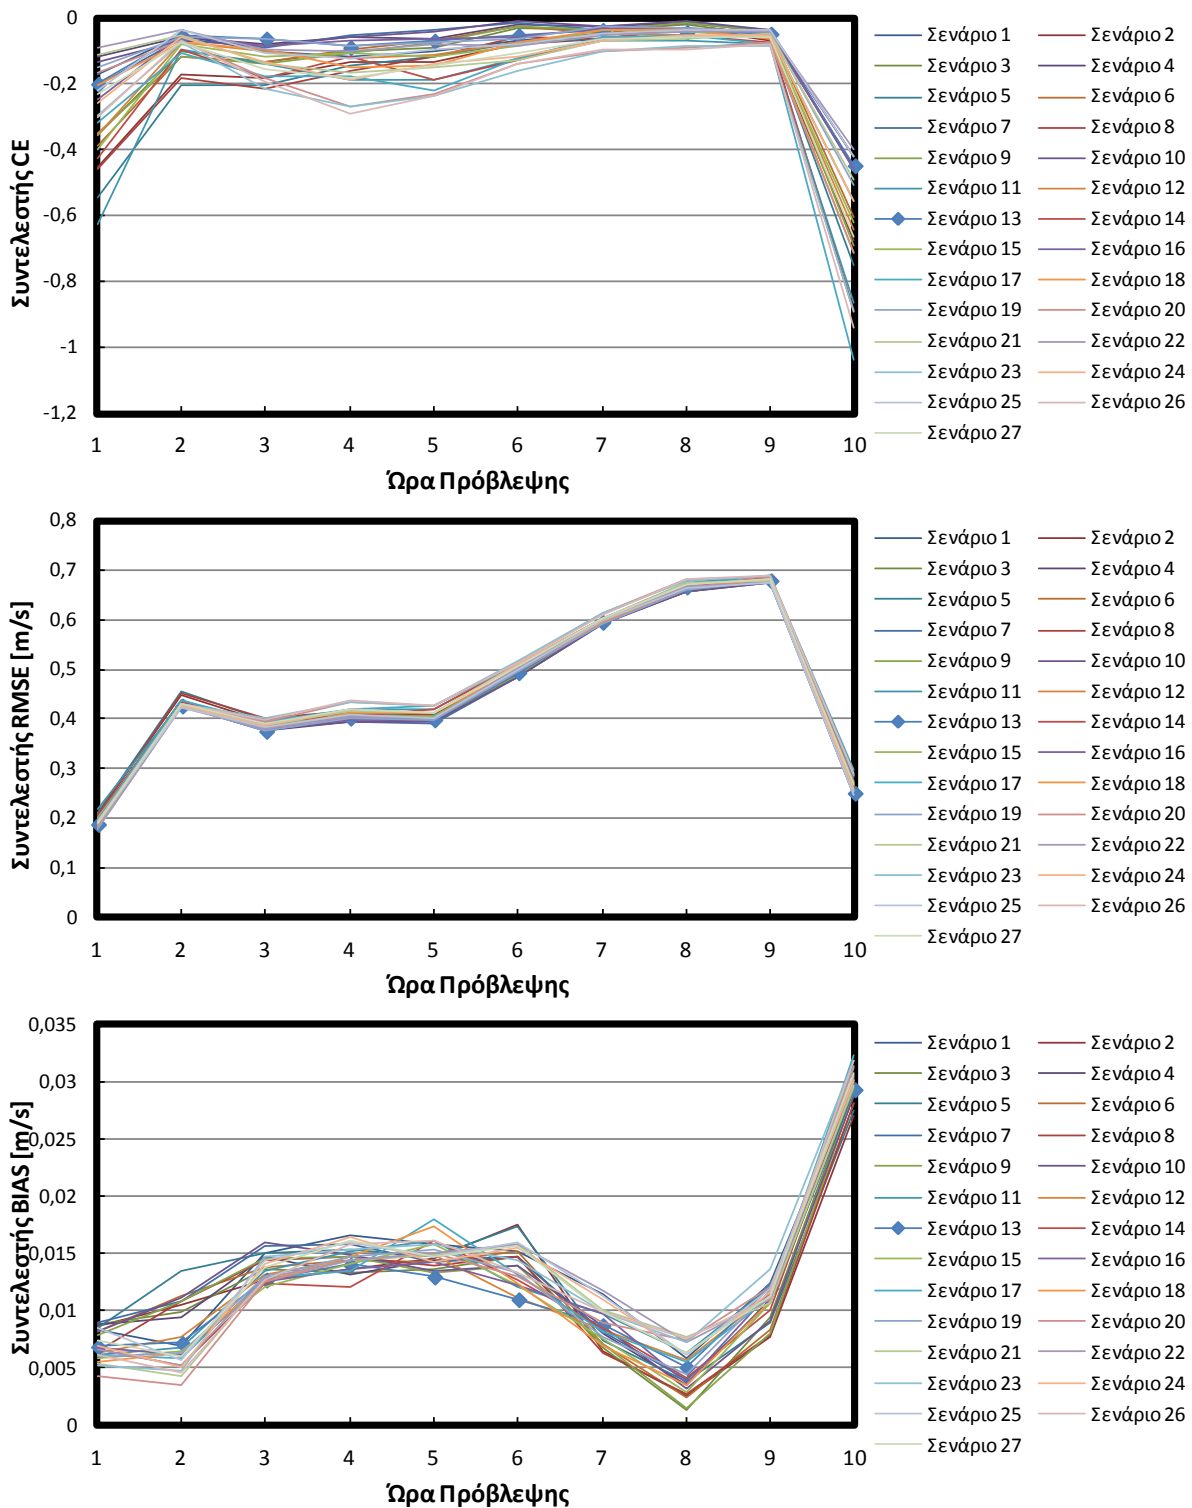 0
-0,2
-0,4
-0,6
-0,8
-1
-1,2
Συντελεστής CE
1 2 3 4 5 6 7 8 9 10
Ώρα Πρόβλεψης
Σενάριο 1 Σενάριο 2
Σενάριο 3 Σενάριο 4
Σενάριο 5 Σενάριο 6
Σενάριο 7 Σενάριο 8
Σενάριο 9 Σενάριο 10
Σενάριο 11 Σενάριο 12
Σενάριο 13 Σενάριο 14
Σενάριο 15 Σενάριο 16
Σενάριο 17 Σενάριο 18
Σενάριο 19 Σενάριο 20
Σενάριο 21 Σενάριο 22
Σενάριο 23 Σενάριο 24
Σενάριο 25 Σενάριο 26
Σενάριο 27
0,8
0,7
0,6
0,5
0,4
0,3
0,2
0,1
0
Συντελεστής RMSE [m/s]
1 2 3 4 5 6 7 8 9 10
Ώρα Πρόβλεψης
Σενάριο 1 Σενάριο 2
Σενάριο 3 Σενάριο 4
Σενάριο 5 Σενάριο 6
Σενάριο 7 Σενάριο 8
Σενάριο 9 Σενάριο 10
Σενάριο 11 Σενάριο 12
Σενάριο 13 Σενάριο 14
Σενάριο 15 Σενάριο 16
Σενάριο 17 Σενάριο 18
Σενάριο 19 Σενάριο 20
Σενάριο 21 Σενάριο 22
Σενάριο 23 Σενάριο 24
Σενάριο 25 Σενάριο 26
Σενάριο 27
0,035
0,03
0,025
0,02
0,015
0,01
0,005
0
Συντελεστής BIAS [m/s]
1 2 3 4 5 6 7 8 9 10
Ώρα Πρόβλεψης
Σενάριο 1 Σενάριο 2
Σενάριο 3 Σενάριο 4
Σενάριο 5 Σενάριο 6
Σενάριο 7 Σενάριο 8
Σενάριο 9 Σενάριο 10
Σενάριο 11 Σενάριο 12
Σενάριο 13 Σενάριο 14
Σενάριο 15 Σενάριο 16
Σενάριο 17 Σενάριο 18
Σενάριο 19 Σενάριο 20
Σενάριο 21 Σενάριο 22
Σενάριο 23 Σενάριο 24
Σενάριο 25 Σενάριο 26
Σενάριο 27